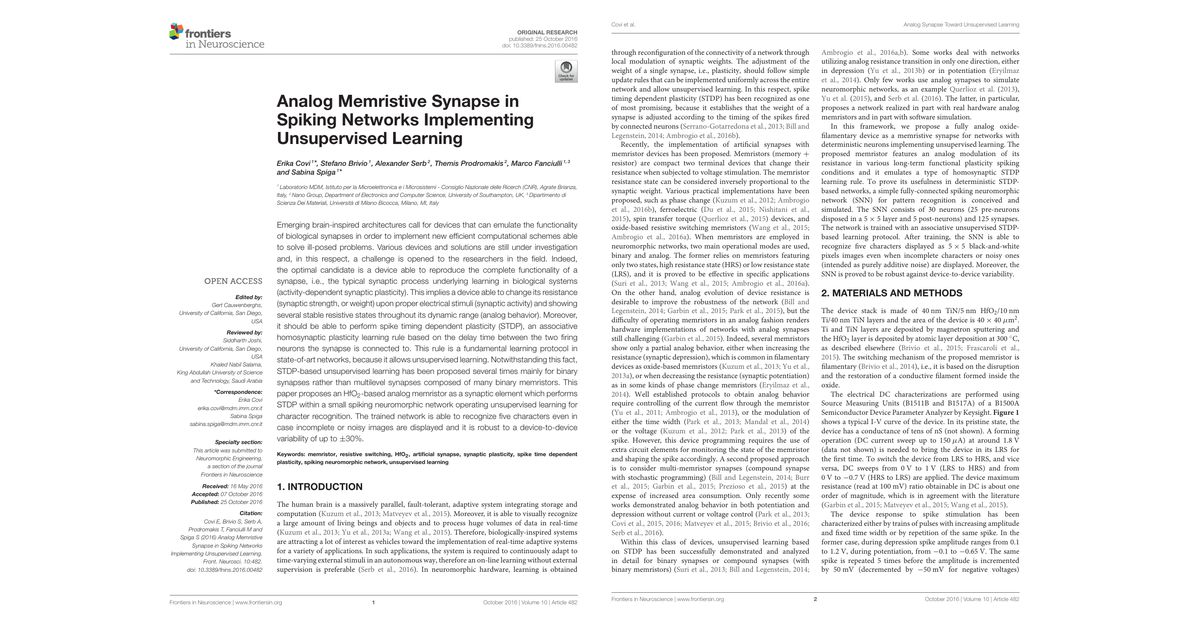 frontiers
in Neuroscience
ORIGINAL RESEARCH
published: 25 October 2016
doi: 10.3389/fnins.2016.00482
Check for
updates
Analog Memristive Synapse in
Spiking Networks Implementing
Unsupervised Learning
Erika Covi 1*, Stefano Brivio 1, Alexander Serb 2, Themis Prodromakis 2, Marco Fanciulli 1, 3
and Sabina Spiga 1*
1 Laboratorio MDM, Istituto per la Microelettronica e i Microsistemi - Consiglio Nazionale delle Ricerch (CNR), Agrate Brianza,
Italy, 2 Nano Group, Department of Electronics and Computer Science, University of Southampton, UK, 3 Dipartimento di
Scienza Dei Materiali, Università di Milano Bicocca, Milano, MI, Italy
OPEN ACCESS
Edited by:
Gert Cauwenberghs,
University of California, San Diego,
USA
Reviewed by:
Siddharth Joshi,
University of California, San Diego,
USA
Khaled Nabil Salama,
King Abdullah University of Science
and Technology, Saudi Arabia
*Correspondence:
Erika Covi
erika.covi@mdm.imm.cnr.it
Sabina Spiga
sabina.spiga@mdm.imm.cnr.it
Specialty section:
This article was submitted to
Neuromorphic Engineering,
a section of the journal
Frontiers in Neuroscience
Received: 16 May 2016
Accepted: 07 October 2016
Published: 25 October 2016
Citation:
Covi E, Brivio S, Serb A,
Prodromakis T, Fanciulli M and
Spiga S (2016) Analog Memristive
Synapse in Spiking Networks
Implementing Unsupervised Learning.
Front. Neurosci. 10:482.
doi: 10.3389/fnins.2016.00482
Emerging brain-inspired architectures call for devices that can emulate the functionality
of biological synapses in order to implement new efficient computational schemes able
to solve ill-posed problems. Various devices and solutions are still under investigation
and, in this respect, a challenge is opened to the researchers in the field. Indeed,
the optimal candidate is a device able to reproduce the complete functionality of a
synapse, i.e., the typical synaptic process underlying learning in biological systems
(activity-dependent synaptic plasticity). This implies a device able to change its resistance
(synaptic strength, or weight) upon proper electrical stimuli (synaptic activity) and showing
several stable resistive states throughout its dynamic range (analog behavior). Moreover,
it should be able to perform spike timing dependent plasticity (STDP), an associative
homosynaptic plasticity learning rule based on the delay time between the two firing
neurons the synapse is connected to. This rule is a fundamental learning protocol in
state-of-art networks, because it allows unsupervised learning. Notwithstanding this fact,
STDP-based unsupervised learning has been proposed several times mainly for binary
synapses rather than multilevel synapses composed of many binary memristors. This
paper proposes an HfO2-based analog memristor as a synaptic element which performs
STDP within a small spiking neuromorphic network operating unsupervised learning for
character recognition. The trained network is able to recognize five characters even in
case incomplete or noisy images are displayed and it is robust to a device-to-device
variability of up to ±30%.
Keywords: memristor, resistive switching, HfO2, artificial synapse, synaptic plasticity, spike time dependent
plasticity, spiking neuromorphic network, unsupervised learning
1. INTRODUCTION
The human brain is a massively parallel, fault-tolerant, adaptive system integrating storage and
computation (Kuzum et al., 2013; Matveyev et al., 2015). Moreover, it is able to visually recognize
a large amount of living beings and objects and to process huge volumes of data in real-time
(Kuzum et al., 2013; Yu et al., 2013a; Wang et al., 2015). Therefore, biologically-inspired systems
are attracting a lot of interest as vehicles toward the implementation of real-time adaptive systems
for a variety of applications. In such applications, the system is required to continuously adapt to
time-varying external stimuli in an autonomous way, therefore an on-line learning without external
supervision is preferable (Serb et al., 2016). In neuromorphic hardware, learning is obtained
Frontiers in Neuroscience | www.frontiersin.org
1
October 2016 | Volume 10 | Article 482
Covi et al.
Analog Synapse Toward Unsupervised Learning
through reconfiguration of the connectivity of a network through
local modulation of synaptic weights. The adjustment of the
weight of a single synapse, i.e., plasticity, should follow simple
update rules that can be implemented uniformly across the entire
network and allow unsupervised learning. In this respect, spike
timing dependent plasticity (STDP) has been recognized as one
of most promising, because it establishes that the weight of a
synapse is adjusted according to the timing of the spikes fired
by connected neurons (Serrano-Gotarredona et al., 2013; Bill and
Legenstein, 2014; Ambrogio et al., 2016b).
Recently, the implementation of artificial synapses with
memristor devices has been proposed. Memristors (memory +
resistor) are compact two terminal devices that change their
resistance when subjected to voltage stimulation. The memristor
resistance state can be considered inversely proportional to the
synaptic weight. Various practical implementations have been
proposed, such as phase change (Kuzum et al., 2012; Ambrogio
et al., 2016b), ferroelectric (Du et al., 2015; Nishitani et al.,
2015), spin transfer torque (Querlioz et al., 2015) devices, and
oxide-based resistive switching memristors (Wang et al., 2015;
Ambrogio et al., 2016a). When memristors are employed in
neuromorphic networks, two main operational modes are used,
binary and analog. The former relies on memristors featuring
only two states, high resistance state (HRS) or low resistance state
(LRS), and it is proved to be effective in specific applications
(Suri et al., 2013; Wang et al., 2015; Ambrogio et al., 2016a).
On the other hand, analog evolution of device resistance is
desirable to improve the robustness of the network (Bill and
Legenstein, 2014; Garbin et al., 2015; Park et al., 2015), but the
difficulty of operating memristors in an analog fashion renders
hardware implementations of networks with analog synapses
still challenging (Garbin et al., 2015). Indeed, several memristors
show only a partial analog behavior, either when increasing the
resistance (synaptic depression), which is common in filamentary
devices as oxide-based memristors (Kuzum et al., 2013; Yu et al.,
2013a), or when decreasing the resistance (synaptic potentiation)
as in some kinds of phase change memristors (Eryilmaz et al.,
2014). Well established protocols to obtain analog behavior
require controlling of the current flow through the memristor
(Yu et al., 2011; Ambrogio et al., 2013), or the modulation of
either the time width (Park et al., 2013; Mandal et al., 2014)
or the voltage (Kuzum et al., 2012; Park et al., 2013) of the
spike. However, this device programming requires the use of
extra circuit elements for monitoring the state of the memristor
and shaping the spike accordingly. A second proposed approach
is to consider multi-memristor synapses (compound synapse
with stochastic programming) (Bill and Legenstein, 2014; Burr
et al., 2015; Garbin et al., 2015; Prezioso et al., 2015) at the
expense of increased area consumption. Only recently some
works demonstrated analog behavior in both potentiation and
depression without current or voltage control (Park et al., 2013;
Covi et al., 2015, 2016; Matveyev et al., 2015; Brivio et al., 2016;
Serb et al., 2016).
Within this class of devices, unsupervised learning based
on STDP has been successfully demonstrated and analyzed
in detail for binary synapses or compound synapses (with
binary memristors) (Suri et al., 2013; Bill and Legenstein, 2014;
Ambrogio et al., 2016a,b). Some works deal with networks
utilizing analog resistance transition in only one direction, either
in depression (Yu et al., 2013b) or in potentiation (Eryilmaz
et al., 2014). Only few works use analog synapses to simulate
neuromorphic networks, as an example Querlioz et al. (2013),
Yu et al. (2015), and Serb et al. (2016). The latter, in particular,
proposes a network realized in part with real hardware analog
memristors and in part with software simulation.
In this framework, we propose a fully analog oxide-
filamentary device as a memristive synapse for networks with
deterministic neurons implementing unsupervised learning. The
proposed memristor features an analog modulation of its
resistance in various long-term functional plasticity spiking
conditions and it emulates a type of homosynaptic STDP
learning rule. To prove its usefulness in deterministic STDP-
based networks, a simple fully-connected spiking neuromorphic
network (SNN) for pattern recognition is conceived and
simulated. The SNN consists of 30 neurons (25 pre-neurons
disposed in a 5 × 5 layer and 5 post-neurons) and 125 synapses.
The network is trained with an associative unsupervised STDP-
based learning protocol. After training, the SNN is able to
recognize five characters displayed as 5 × 5 black-and-white
pixels images even when incomplete characters or noisy ones
(intended as purely additive noise) are displayed. Moreover, the
SNN is proved to be robust against device-to-device variability.
2. MATERIALS AND METHODS
The device stack is made of 40 nm TiN/5 nm HfO2/10 nm
Ti/40 nm TiN layers and the area of the device is 40 × 40 μm2.
Ti and TiN layers are deposited by magnetron sputtering and
the HfO2 layer is deposited by atomic layer deposition at 300 °C,
as described elsewhere (Brivio et al., 2015; Frascaroli et al.,
2015). The switching mechanism of the proposed memristor is
filamentary (Brivio et al., 2014), i.e., it is based on the disruption
and the restoration of a conductive filament formed inside the
oxide.
The electrical DC characterizations are performed using
Source Measuring Units (B1511B and B1517A) of a B1500A
Semiconductor Device Parameter Analyzer by Keysight. Figure 1
shows a typical I-V curve of the device. In its pristine state, the
device has a conductance of tens of nS (not shown). A forming
operation (DC current sweep up to 150 μA) at around 1.8 V
(data not shown) is needed to bring the device in its LRS for
the first time. To switch the device from LRS to HRS, and vice
versa, DC sweeps from 0 V to 1 V (LRS to HRS) and from
0 V to −0.7 V (HRS to LRS) are applied. The device maximum
resistance (read at 100 mV) ratio obtainable in DC is about one
order of magnitude, which is in agreement with the literature
(Garbin et al., 2015; Matveyev et al., 2015; Wang et al., 2015).
The device response to spike stimulation has been
characterized either by trains of pulses with increasing amplitude
and fixed time width or by repetition of the same spike. In the
former case, during depression spike amplitude ranges from 0.1
to 1.2 V, during potentiation, from −0.1 to −0.65 V. The same
spike is repeated 5 times before the amplitude is incremented
by 50 mV (decremented by −50 mV for negative voltages)
Frontiers in Neuroscience | www.frontiersin.org
2
October 2016 | Volume 10 | Article 482